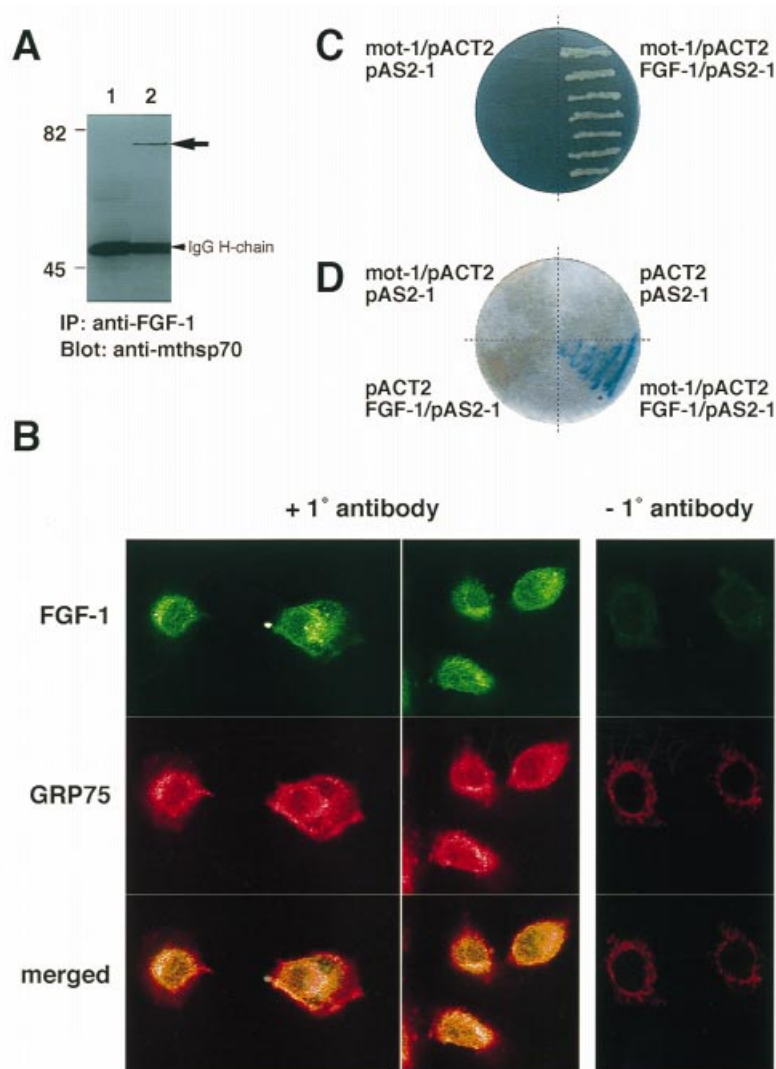 A
1 2
82
IgG H-chain
45
IP: anti-FGF-1
Blot: anti-mthsp70
C
mot-1/pACT2
pAS2-1
mot-1/pACT2
FGF-1/pAS2-1
D
mot-1/pACT2
pAS2-1
pACT2
pAS2-1
pACT2
FGF-1/pAS2-1
mot-1/pACT2
FGF-1/pAS2-1
B
+ 1° antibody
- 1° antibody
FGF-1
GRP75
merged